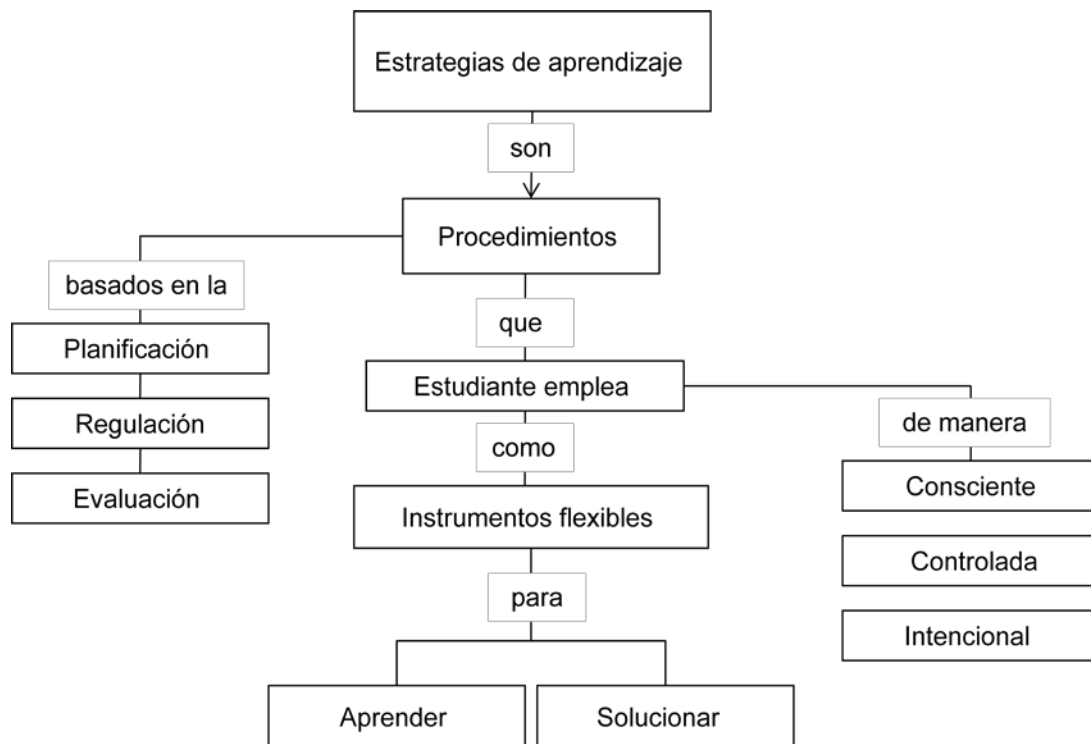 Estrategias de aprendizaje
son
Procedimientos
basados en la
Planificación
Regulación
Evaluación
que
Estudiante emplea
como
Instrumentos flexibles
para
Aprender
Solucionar
de manera
Consciente
Controlada
Intencional